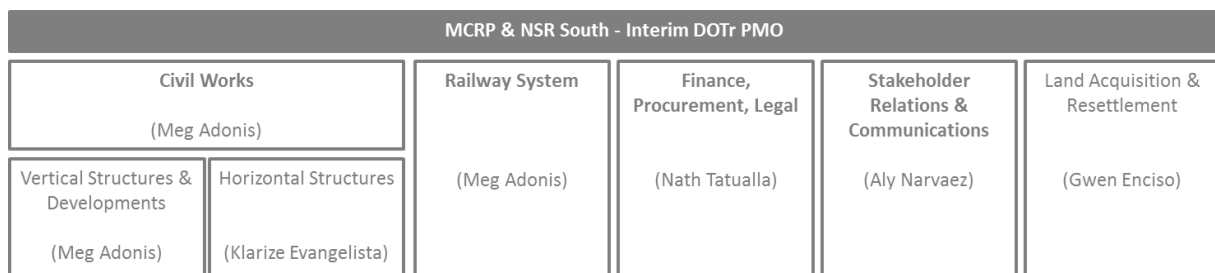 MCRP & NSR South - Interim DOTr PMO
Civil Works
(Meg Adonis)
Vertical Structures &
Developments
(Meg Adonis)
Horizontal Structures
(Klarize Evangelista)
Railway System
(Meg Adonis)
Finance,
Procurement, Legal
(Nath Tatualla)
Stakeholder
Relations &
Communications
(Aly Narvaez)
Land Acquisition &
Resettlement
(Gwen Enciso)